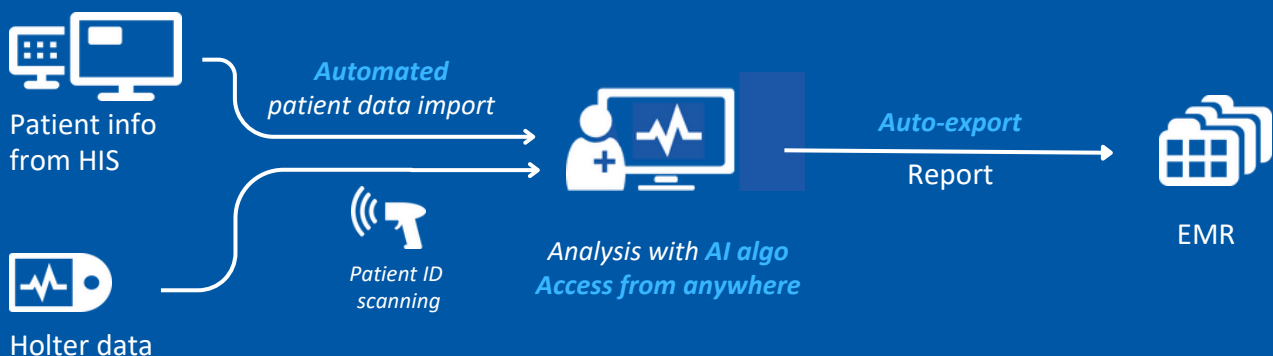 Patient info
from HIS
Automated
patient data import
Holter data
Patient ID
scanning
Analysis with AI algo
Access from anywhere
Auto-export
Report
EMR